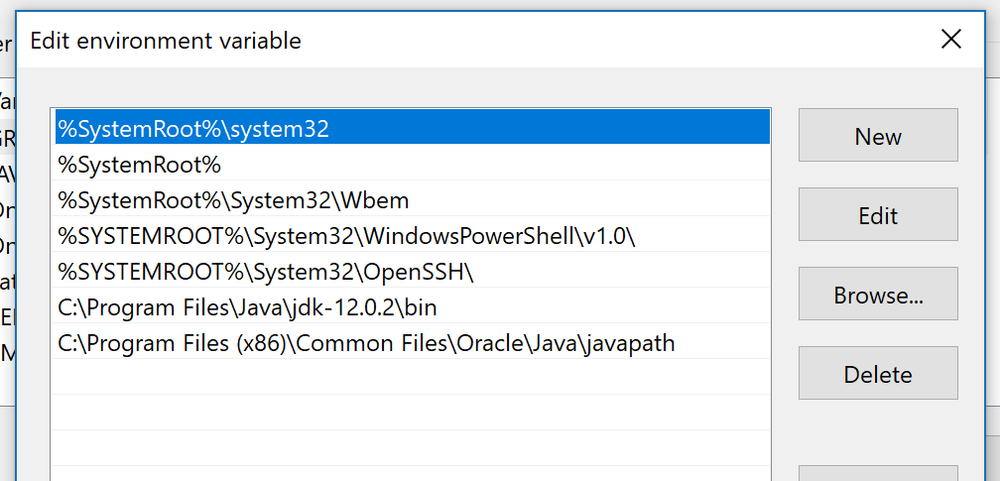 Edit environment variable
%SystemRoot%\system32
%SystemRoot%
%SystemRoot%\System32\Wbem
%SYSTEMROOT%\System32\WindowsPowerShell\v1.0\
%SYSTEMROOT%\System32\OpenSSH\
C:\Program Files\Java\jdk-12.0.2\bin
C:\Program Files (x86)\Common Files\Oracle\Java\javapath
New
Edit
Browse...
Delete